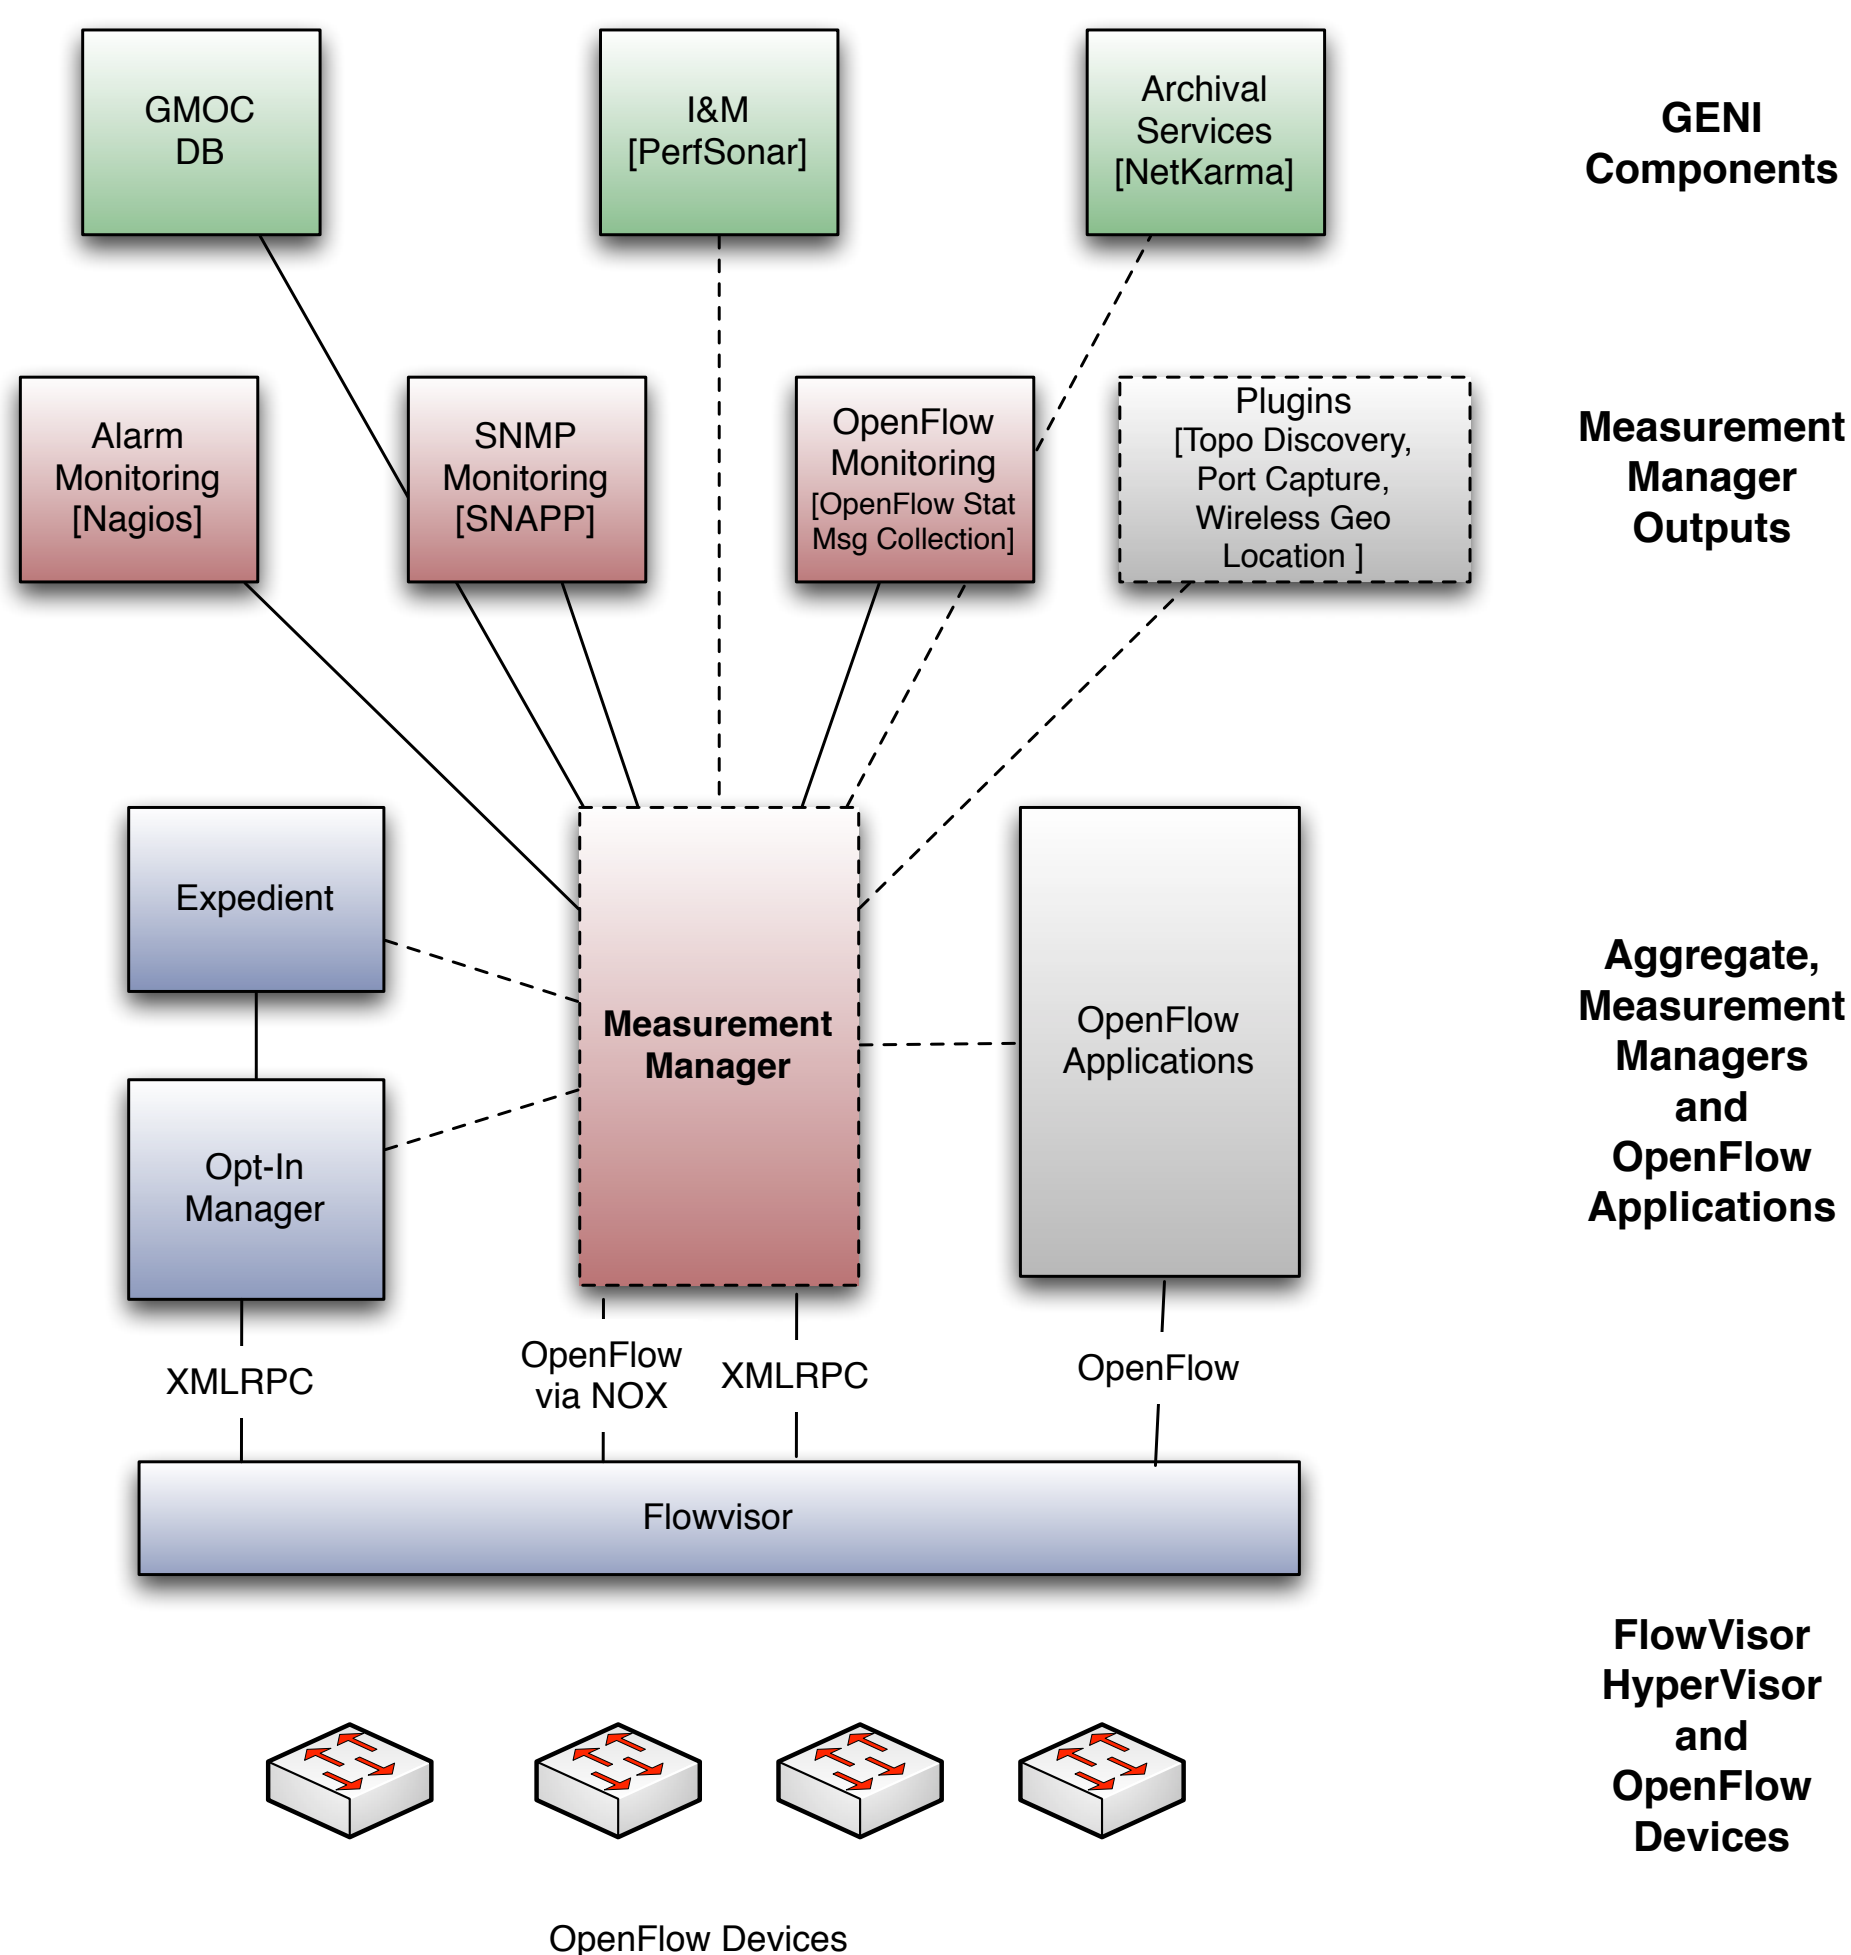 GMOC
DB
I&M
[PerfSonar]
Archival
Services
[NetKarma]
GENI
Components
Alarm
Monitoring
[Nagios]
SNMP
Monitoring
[SNAPP]
OpenFlow
Monitoring
[OpenFlow Stat
Msg Collection]
Plugins
[Topo Discovery,
Port Capture,
Wireless Geo
Location ]
Measurement
Manager
Outputs
Expedient
Opt-In
Manager
Measurement
Manager
OpenFlow
Applications
Aggregate,
Measurement
Managers
and
OpenFlow
Applications
XMLRPC
OpenFlow
via NOX
XMLRPC
OpenFlow
Flowvisor
FlowVisor
HyperVisor
and
OpenFlow
Devices
OpenFlow Devices